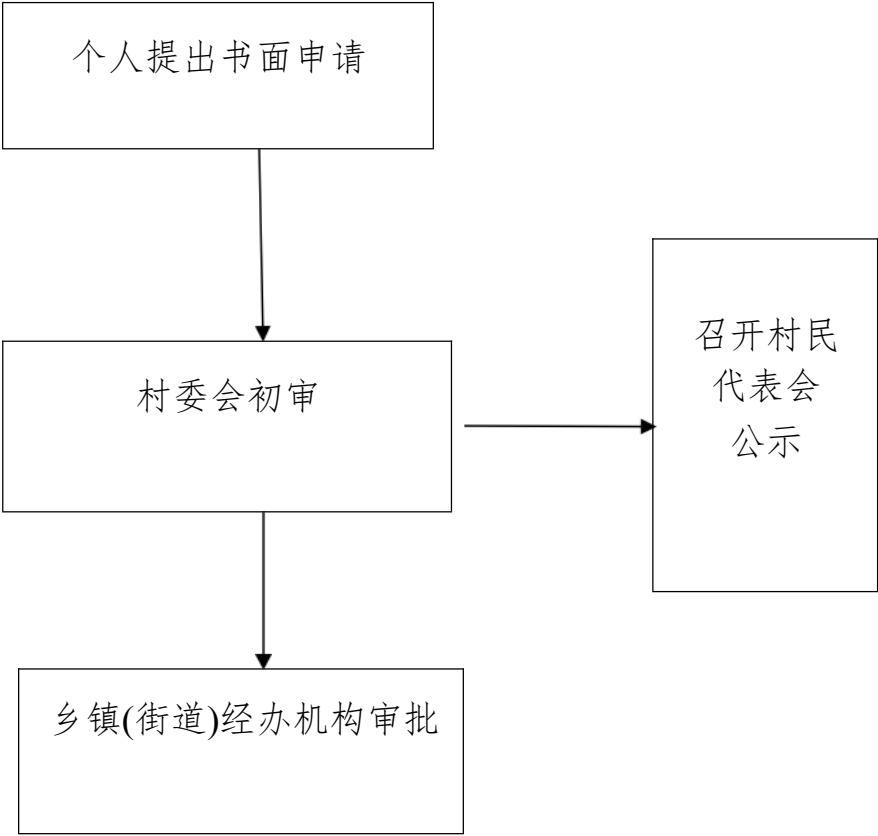 个人提出书面申请
村委会初审
召开村民
代表会
公示
乡镇(街道)经办机构审批